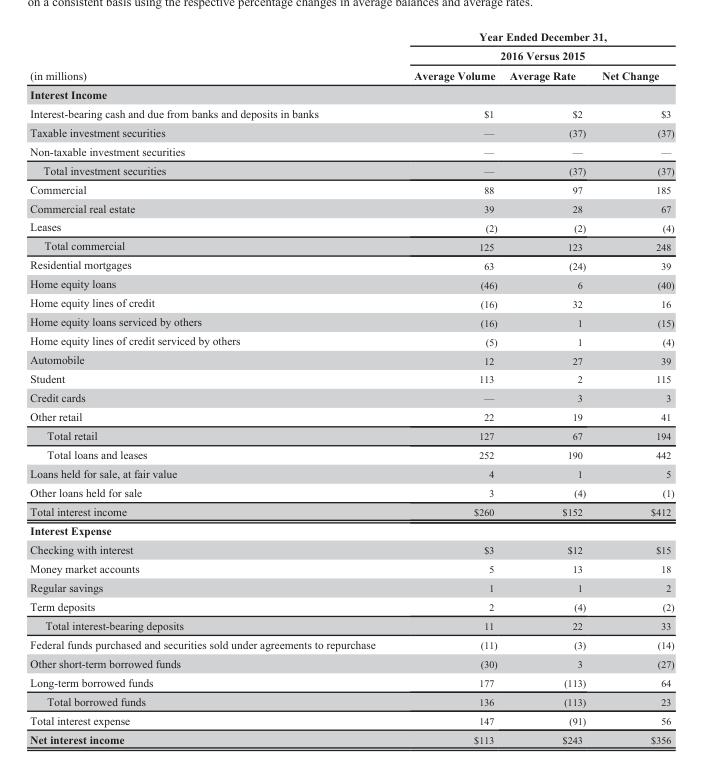 on a consistent basis using the respective percentage changes in average balances and average rates.
Year Ended December 31,
2016 Versus 2015
(in millions) Average Volume Average Rate Net Change
Interest Income
Interest-bearing cash and due from banks and deposits in banks $1 $2 $3
Taxable investment securities — (37) (37)
Non-taxable investment securities — — —
Total investment securities — (37) (37)
Commercial 88 97 185
Commercial real estate 39 28 67
Leases (2) (2) (4)
Total commercial 125 123 248
Residential mortgages 63 (24) 39
Home equity loans (46) 6 (40)
Home equity lines of credit (16) 32 16
Home equity loans serviced by others (16) 1 (15)
Home equity lines of credit serviced by others (5) 1 (4)
Automobile 12 27 39
Student 113 2 115
Credit cards — 3 3
Other retail 22 19 41
Total retail 127 67 194
Total loans and leases 252 190 442
Loans held for sale, at fair value 4 1 5
Other loans held for sale 3 (4) (1)
Total interest income $260 $152 $412
Interest Expense
Checking with interest $3 $12 $15
Money market accounts 5 13 18
Regular savings 1 1 2
Term deposits 2 (4) (2)
Total interest-bearing deposits 11 22 33
Federal funds purchased and securities sold under agreements to repurchase (11) (3) (14)
Other short-term borrowed funds (30) 3 (27)
Long-term borrowed funds 177 (113) 64
Total borrowed funds 136 (113) 23
Total interest expense 147 (91) 56
Net interest income $113 $243 $356